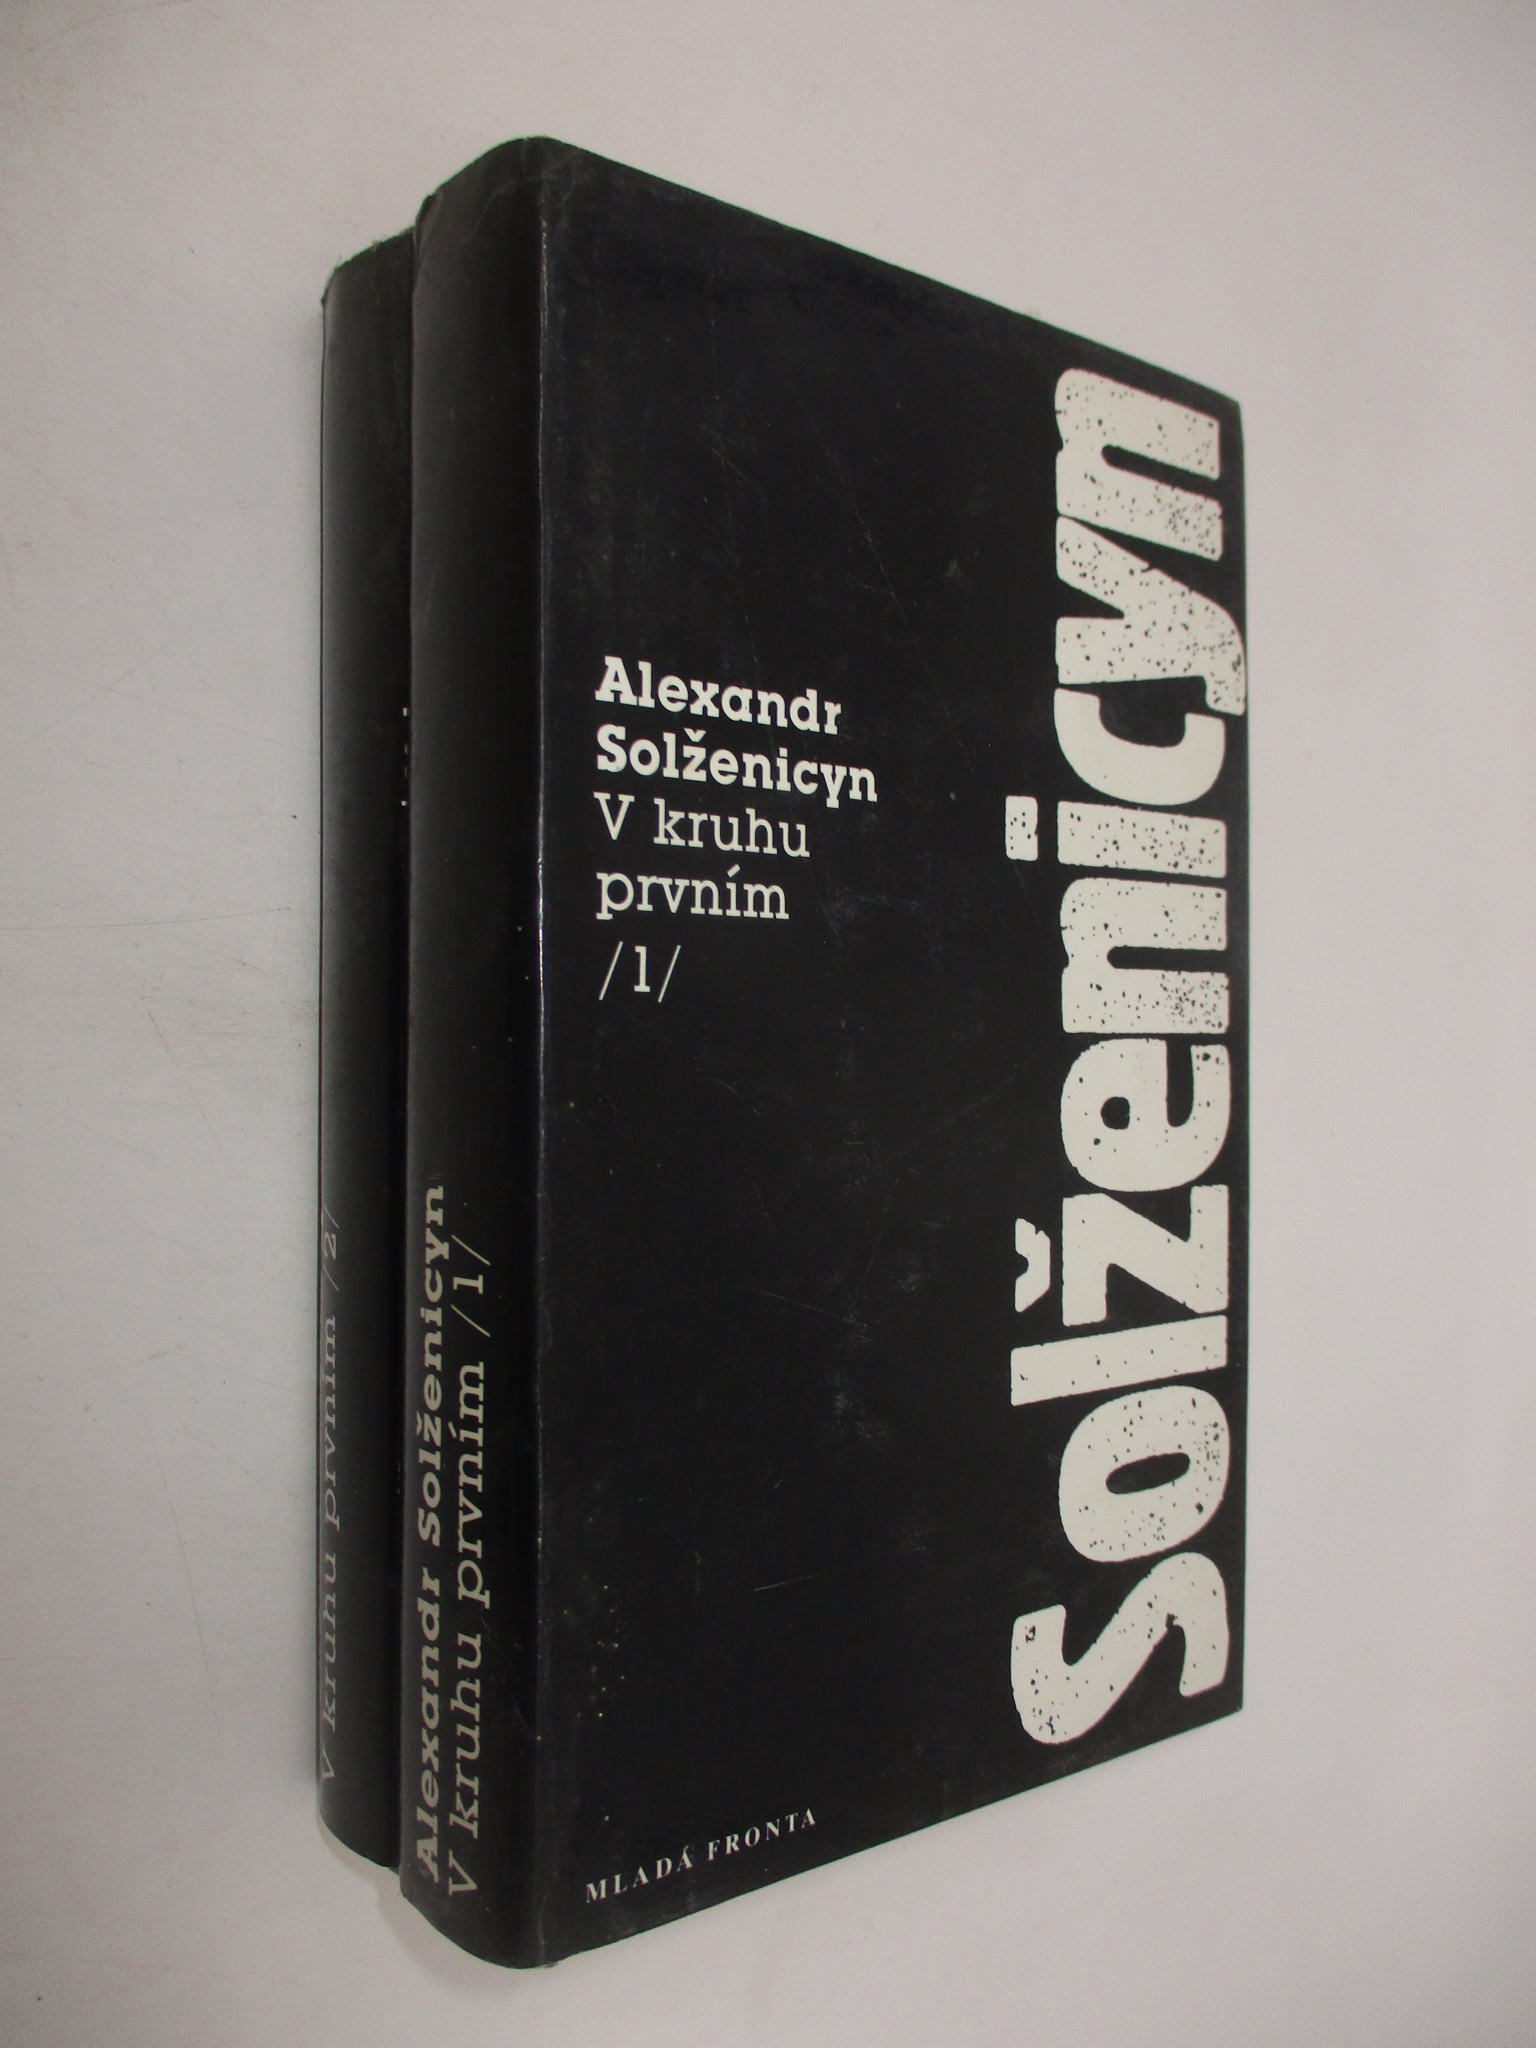 Alexandr
Solženicyn
V kruhu
prvním
/1/
Solženicyn
MLADÁ FRONTA
Alexandr Solženicyn
V kruhu prvním /1/
V kruhu prvním /2/